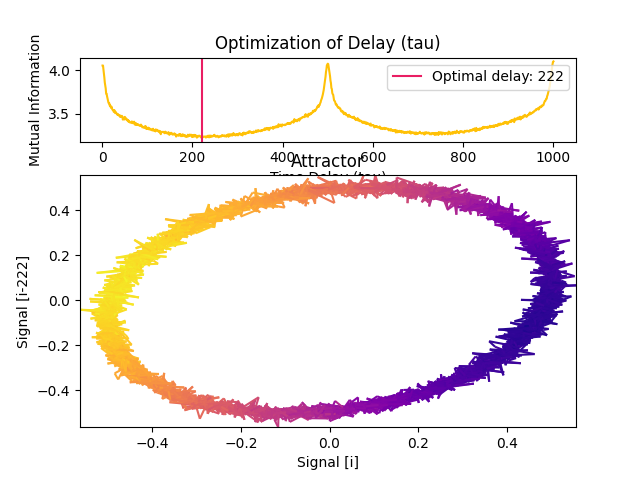 Optimization of Delay (tau)
Mutual Information
4.0
3.5
Optimal delay: 222
0
200
400
600
800
1000
Time Delay (tau)
Attractor
Signal [i-222]
0.4
0.2
0.0
−0.2
−0.4
−0.4
−0.2
0.0
0.2
0.4
Signal [i]